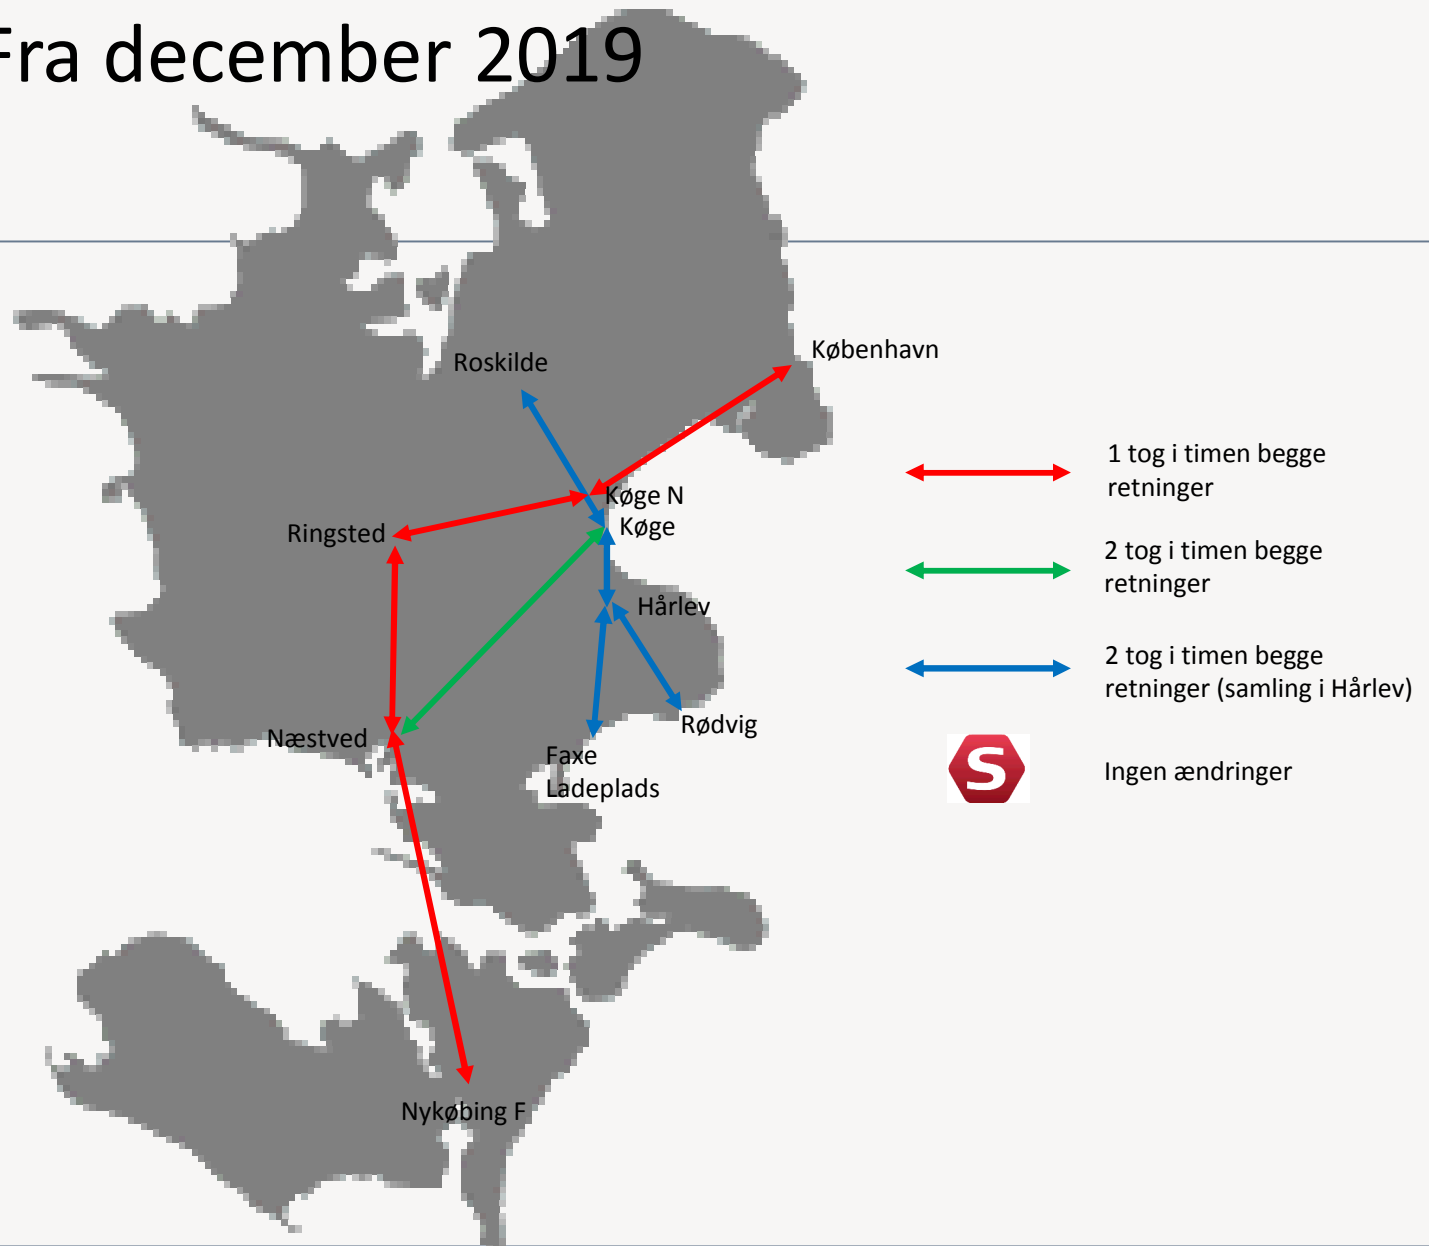 Fra december 2019
København
Roskilde
Køge N
Køge
Ringsted
Hårlev
Næstved
Rødvig
Faxe
Ladeplads
Nykøbing F
1 tog i timen begge
retninger
2 tog i timen begge
retninger
2 tog i timen begge
retninger (samling i Hårlev)
S
Ingen ændringer